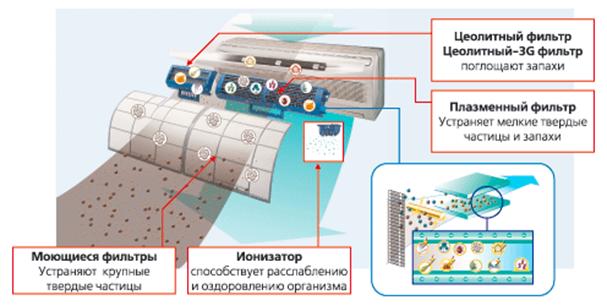 Цеолитный фильтр
Цеолитный-3G фильтр
поглощают запахи
Плазменный фильтр
Устраняет мелкие твердые
частицы и запахи
Моющиеся фильтры
Устраняют крупные
твердые частицы
Ионизатор
способствует расслаблению
и оздоровлению организма